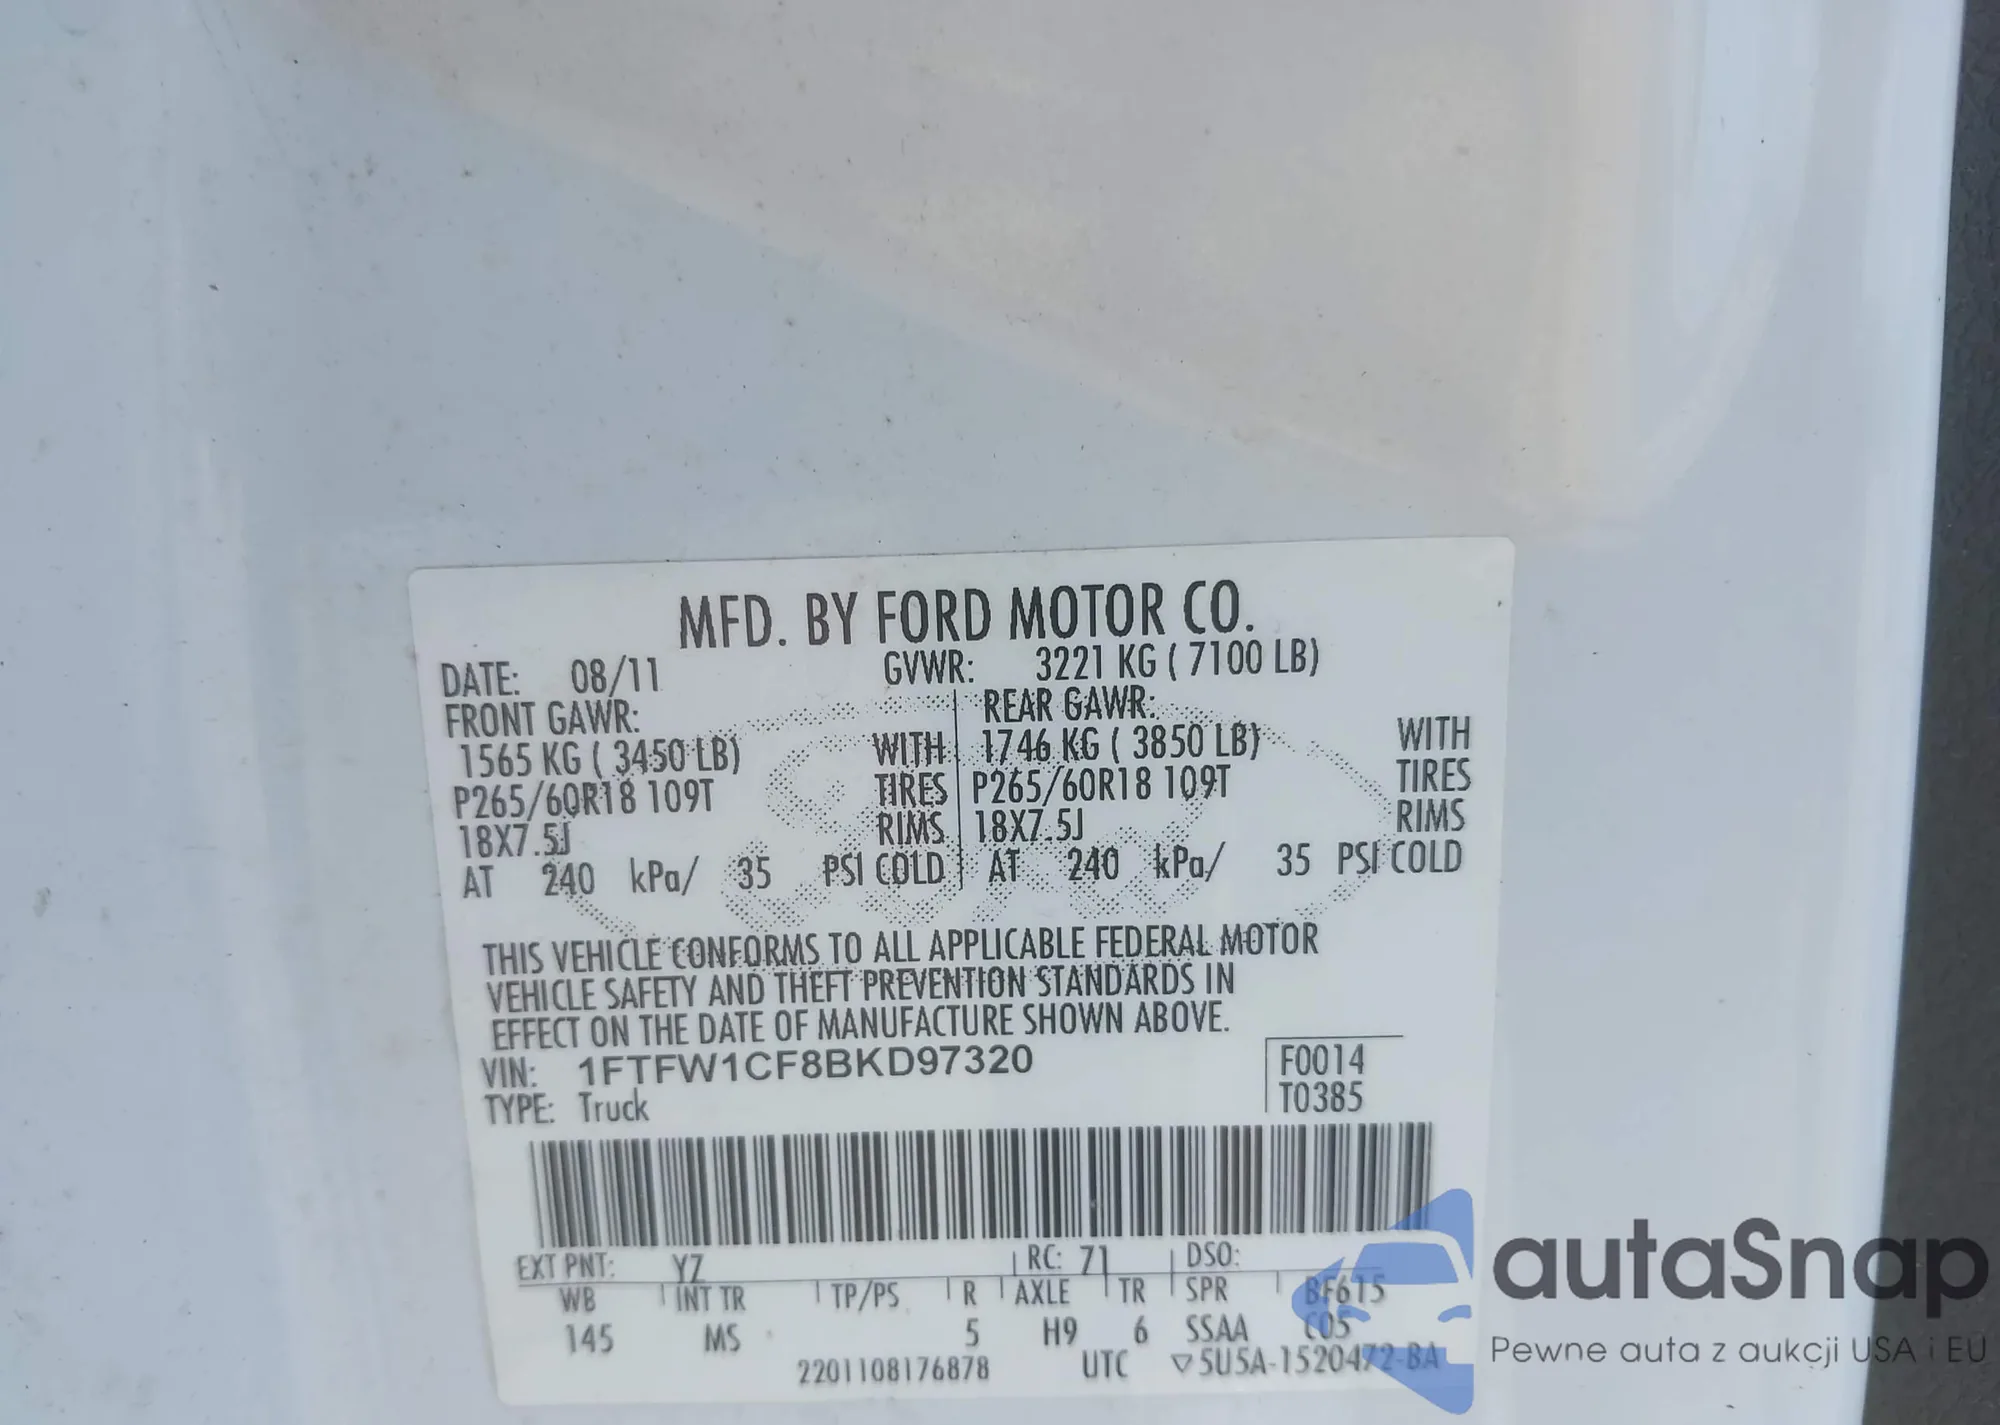 MFD. BY FORD MOTOR CO.
DATE: 08/11 GVWR: 3221 KG ( 7100 LB)
FRONT GAWR: REAR GAWR:
1565 KG ( 3450 LB) WITH 1746 KG ( 3850 LB) WITH
P265/60R18 109T TIRES P265/60R18 109T TIRES
18X7.5J RIMS 18X7.5J RIMS
AT 240 kPa/ 35 PSI COLD AT 240 kPa/ 35 PSI COLD
THIS VEHICLE CONFORMS TO ALL APPLICABLE FEDERAL MOTOR
VEHICLE SAFETY AND THEFT PREVENTION STANDARDS IN
EFFECT ON THE DATE OF MANUFACTURE SHOWN ABOVE.
VIN: 1FTFW1CF8BKD97320 F0014
TYPE: Truck T0385
EXT PNT: YZ RC: 71 DSO:
WB INT TR TP/PS R AXLE TR SPR BF615
145 MS 5 H9 6 SSAA C05
2201108176878 UTC ▽5U5A-1520472-BA
autaSnap
Pewne auta z aukcji USA i EU